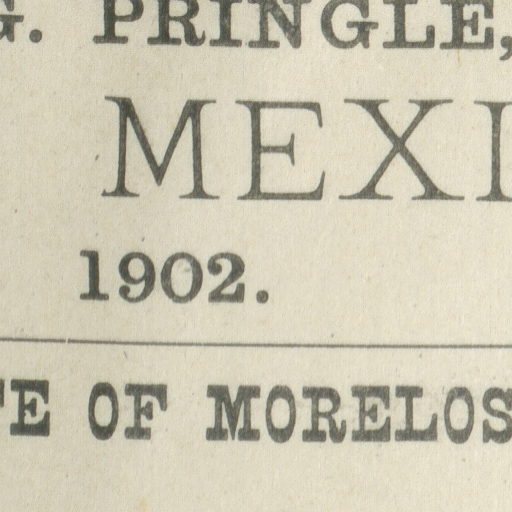 G. PRINGLE,
MEXI
1902.
TE OF MORELOS